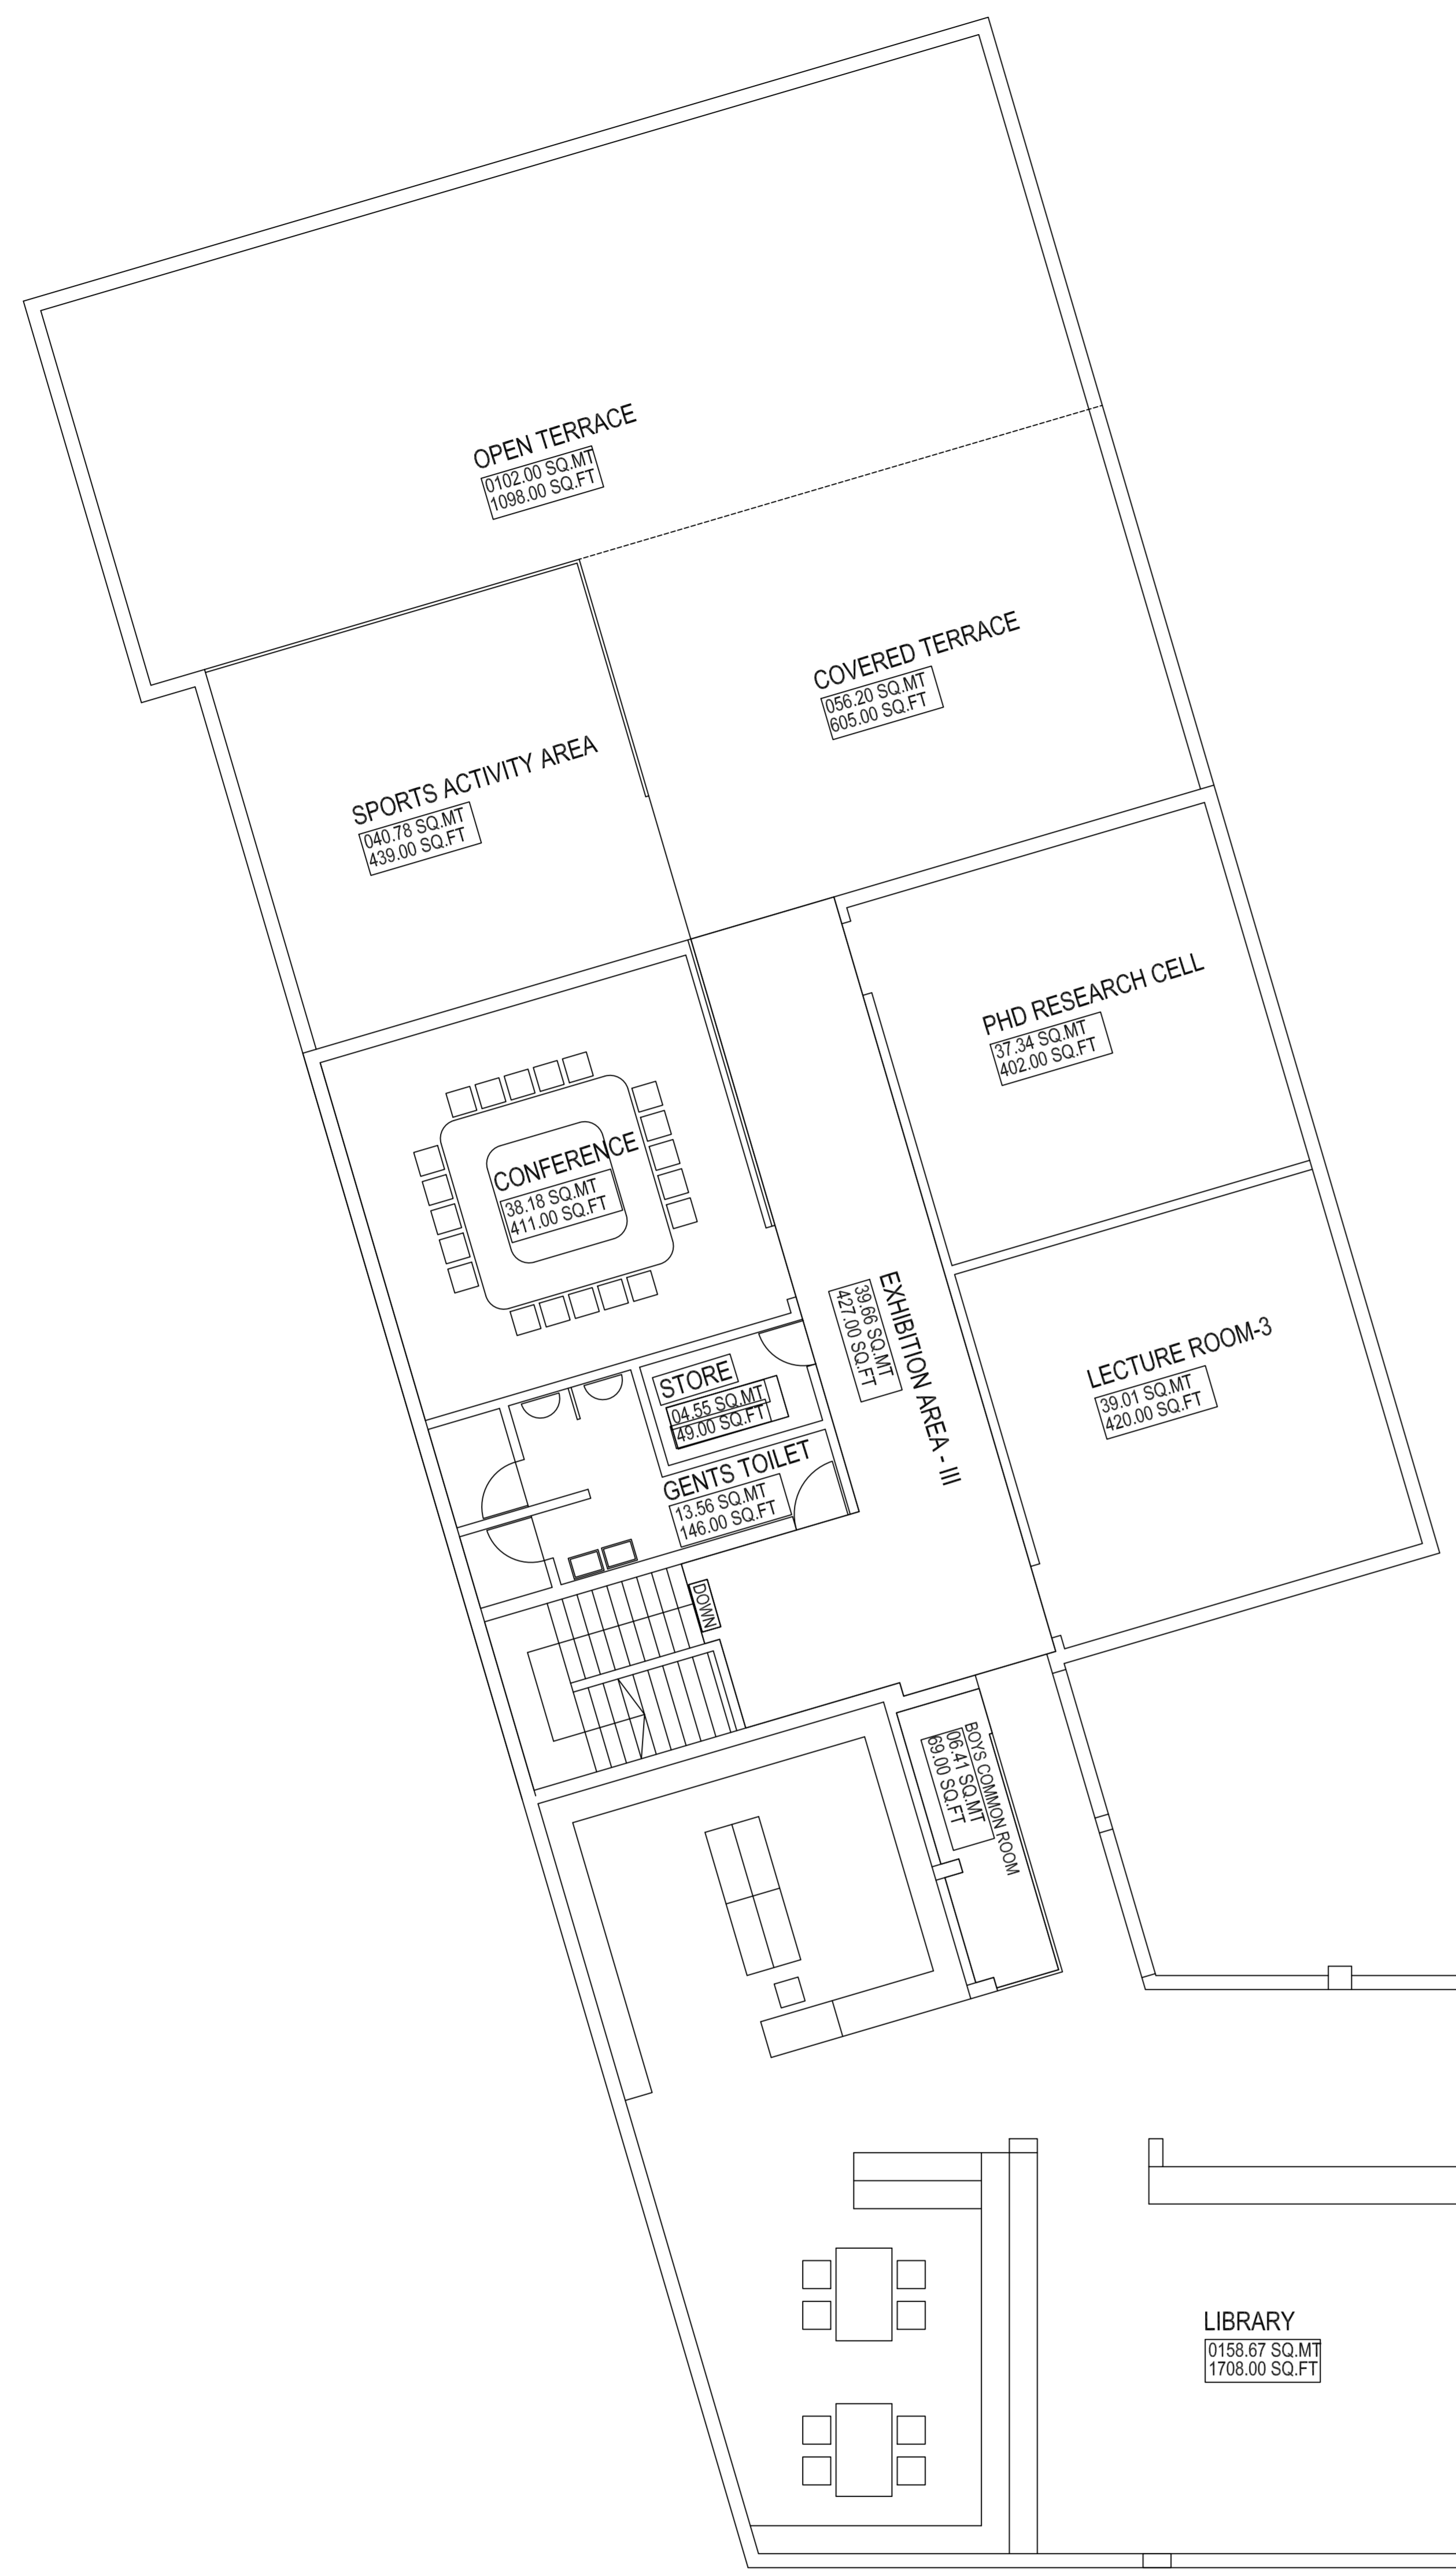 OPEN TERRACE
0102.00 SQ.MT
1098.00 SQ.FT
COVERED TERRACE
056.20 SQ.MT
605.00 SQ.FT
SPORTS ACTIVITY AREA
040.78 SQ.MT
439.00 SQ.FT
PHD RESEARCH CELL
37.34 SQ.MT
402.00 SQ.FT
CONFERENCE
38.18 SQ.MT
411.00 SQ.FT
EXHIBITION AREA - III
39.66 SQ.MT
427.00 SQ.FT
LECTURE ROOM-3
39.01 SQ.MT
420.00 SQ.FT
STORE
04.55 SQ.MT
49.00 SQ.FT
GENTS TOILET
13.56 SQ.MT
146.00 SQ.FT
DOWN
BOYS COMMON ROOM
06.41 SQ.MT
69.00 SQ.FT
LIBRARY
0158.67 SQ.MT
1708.00 SQ.FT